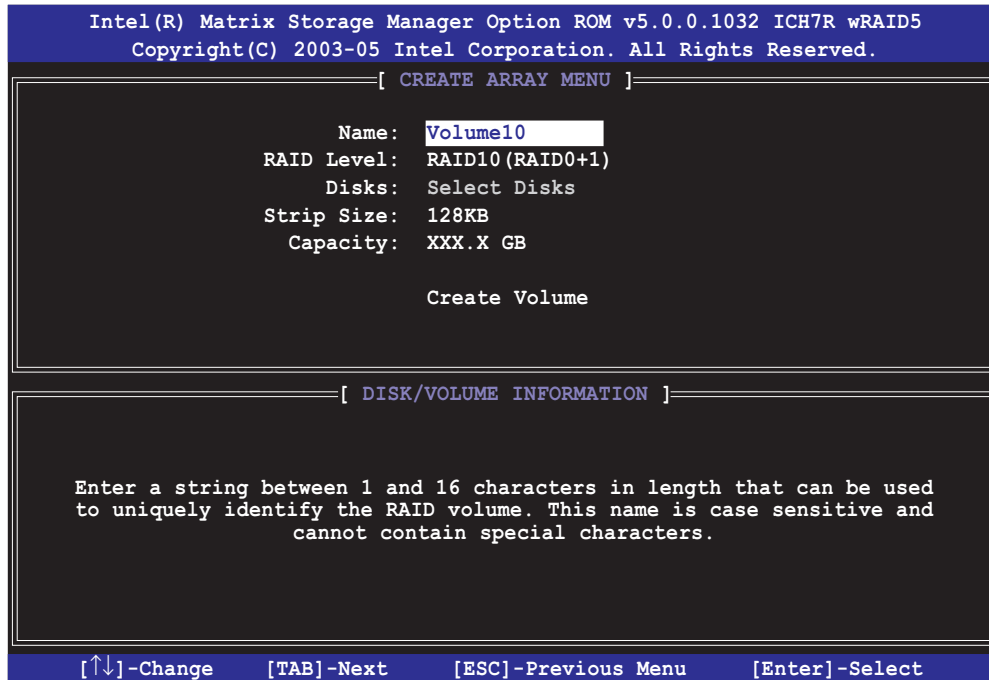 Intel(R) Matrix Storage Manager Option ROM v5.0.0.1032 ICH7R wRAID5
Copyright(C) 2003-05 Intel Corporation. All Rights Reserved.
[ CREATE ARRAY MENU ]
Name: Volume10
RAID Level: RAID10(RAID0+1)
Disks: Select Disks
Strip Size: 128KB
Capacity: XXX.X GB
Create Volume
[ DISK/VOLUME INFORMATION ]
Enter a string between 1 and 16 characters in length that can be used
to uniquely identify the RAID volume. This name is case sensitive and
cannot contain special characters.
[↑↓]-Change [TAB]-Next [ESC]-Previous Menu [Enter]-Select